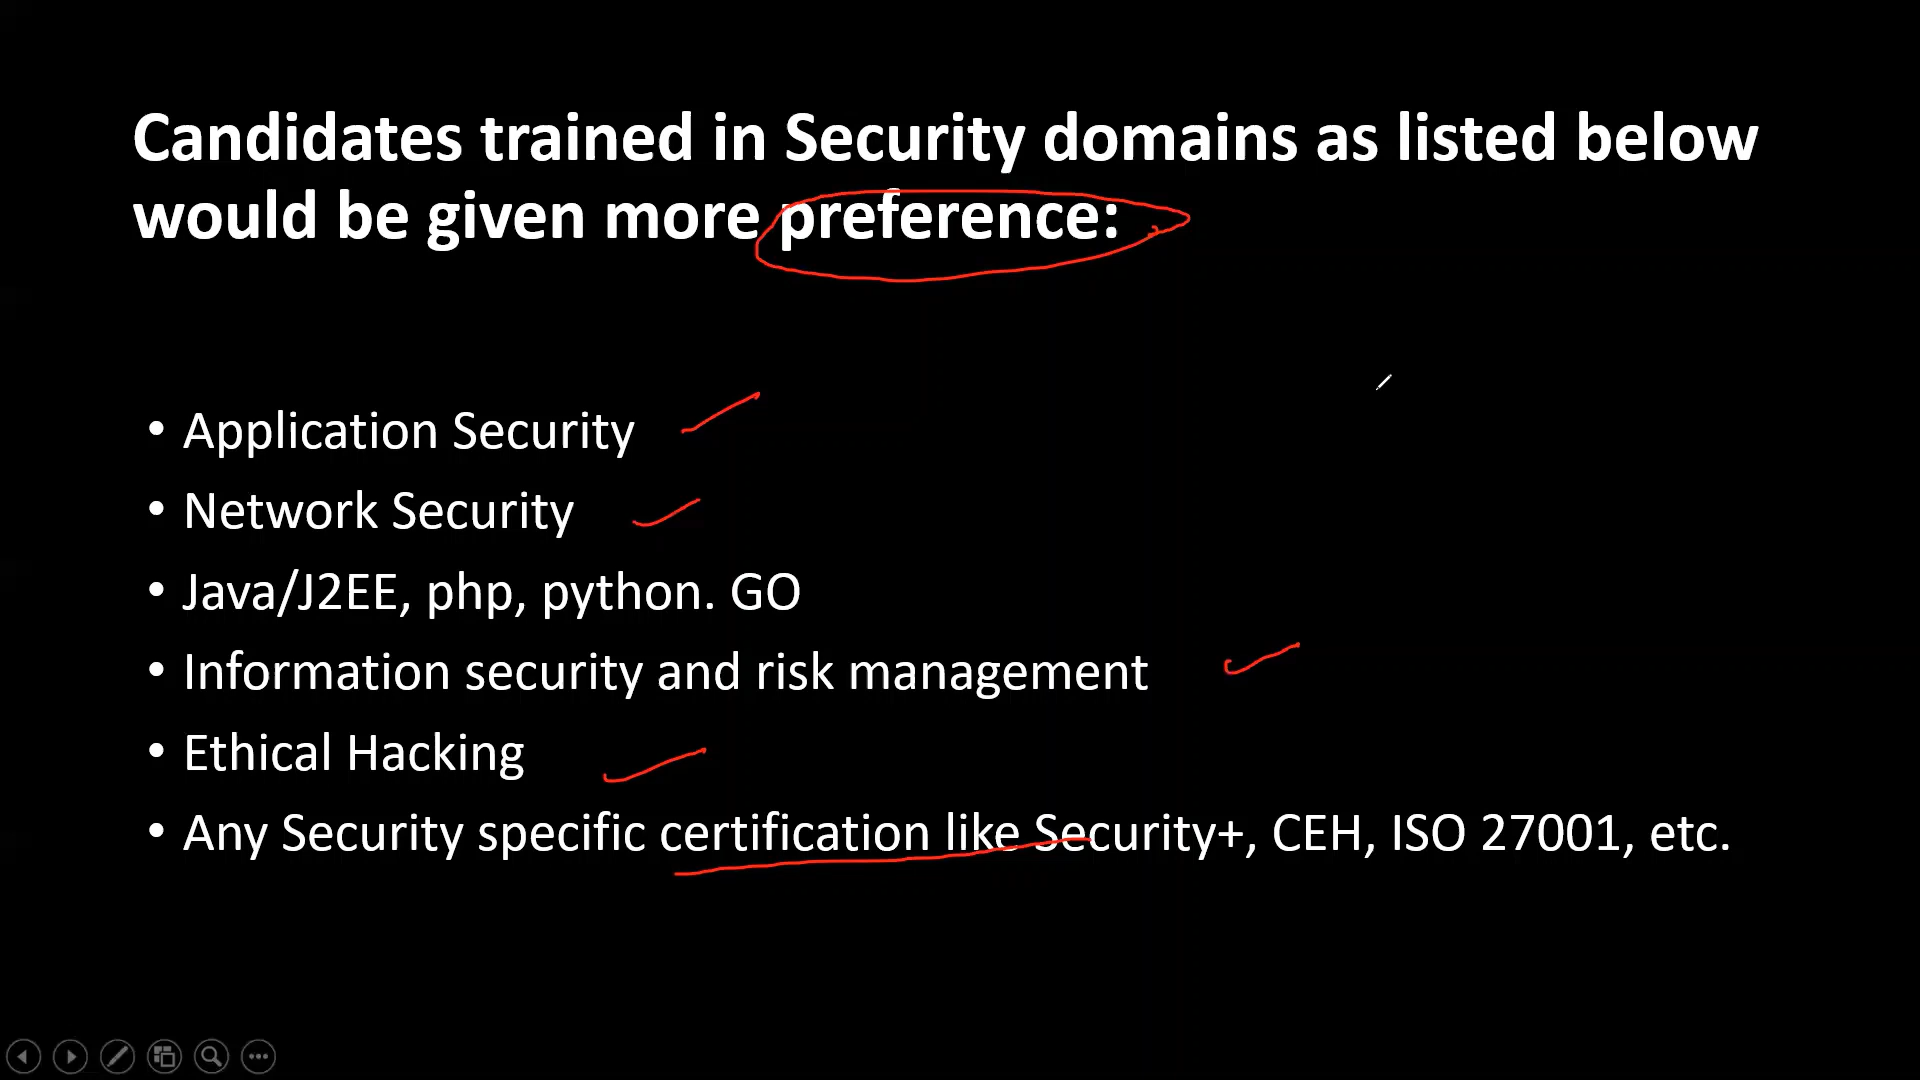 Candidates trained in Security domains as listed below
would be given more preference:
• Application Security
• Network Security
• Java/J2EE, php, python. GO
• Information security and risk management
• Ethical Hacking
• Any Security specific certification like Security+, CEH, ISO 27001, etc.